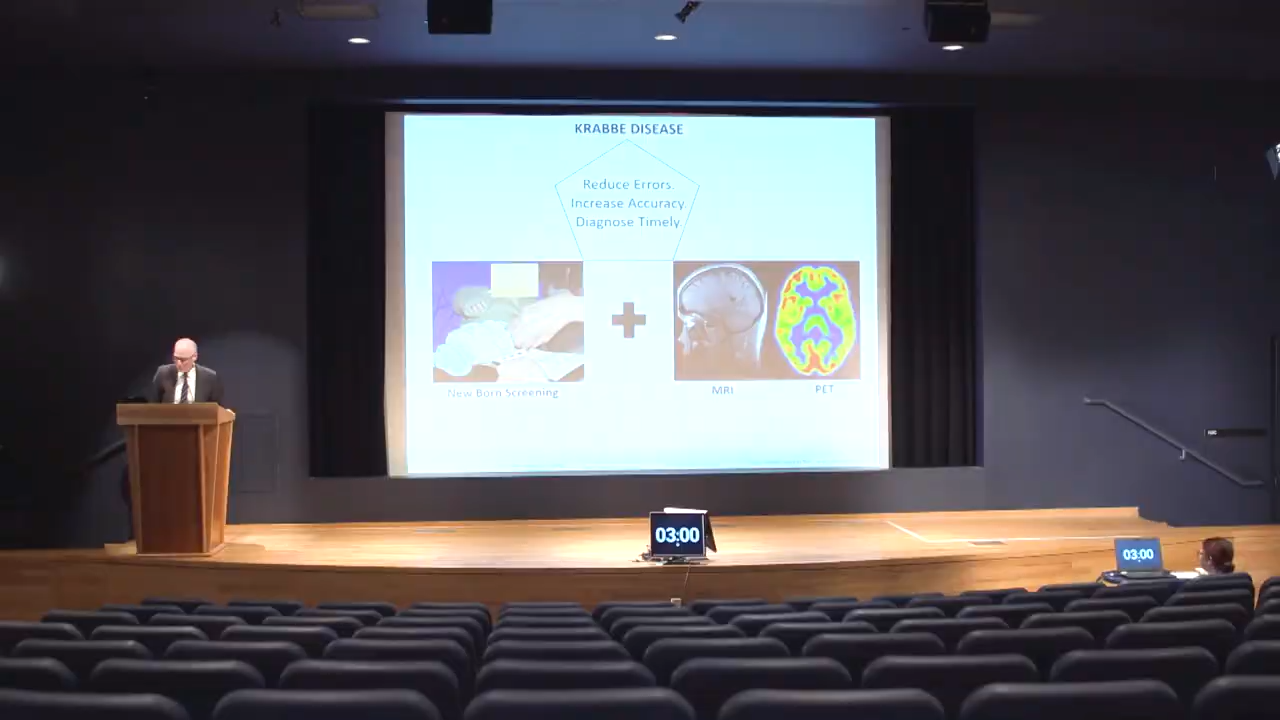 KRABBE DISEASE
Reduce Errors.
Increase Accuracy.
Diagnose Timely.
New Born Screening
MRI
PET
03:00
03:00